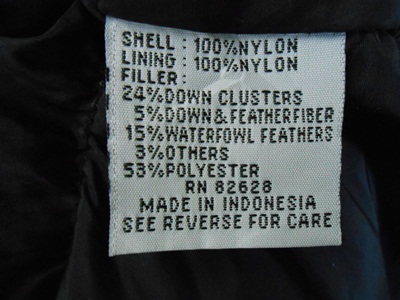 SHELL : 100%NYLON
LINING : 100%NYLON
FILLER:
24%DOWN CLUSTERS
5%DOWN&FEATHERFIBER
15%WATERFOWL FEATHERS
3%OTHERS
53%POLYESTER
RN 82628
MADE IN INDONESIA
SEE REVERSE FOR CARE